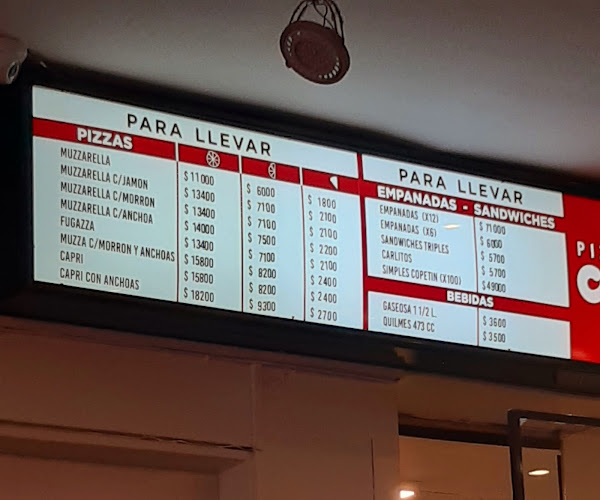 PARA LLEVAR
PIZZAS
MUZZARELLA $ 11000 $ 6000 $ 1800
MUZZARELLA C/JAMON $ 13400 $ 7100 $ 2100
MUZZARELLA C/MORRON $ 13400 $ 7100 $ 2100
MUZZARELLA C/ANCHOA $ 14000 $ 7500 $ 2200
FUGAZZA $ 13400 $ 7100 $ 2100
MUZZA C/MORRON Y ANCHOAS $ 15800 $ 8200 $ 2400
CAPRI $ 15800 $ 8200 $ 2400
CAPRI CON ANCHOAS $ 18200 $ 9300 $ 2700
PARA LLEVAR
EMPANADAS - SANDWICHES
EMPANADAS (X12) $ 11000
EMPANADAS (X6) $ 6000
SANDWICHES TRIPLES $ 5700
CARLITOS $ 5700
SIMPLES COPETIN (X100) $ 49000
BEBIDAS
GASEOSA 1 1/2 L. $ 3600
QUILMES 473 CC $ 3500
PI